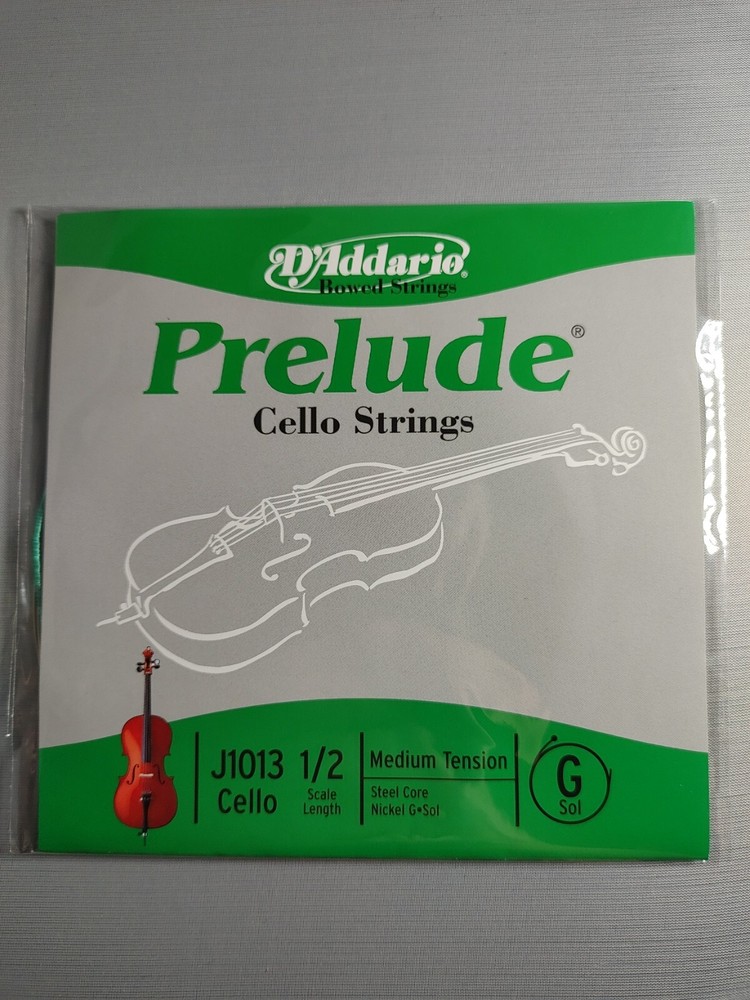 D'Addario®
Bowed Strings
Prelude®
Cello Strings
J1013
Cello
1/2
Scale
Length
Medium Tension
Steel Core
Nickel G•Sol
G
Sol